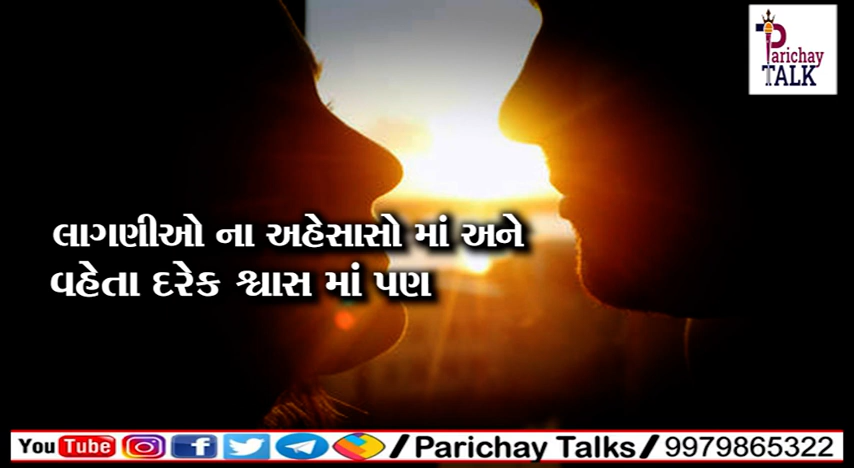 Parichay
TALK
લાગણીઓ ના અહેસાસો માં અને
વહેતા દરેક શ્વાસ માં પણ
You Tube / Parichay Talks / 9979865322